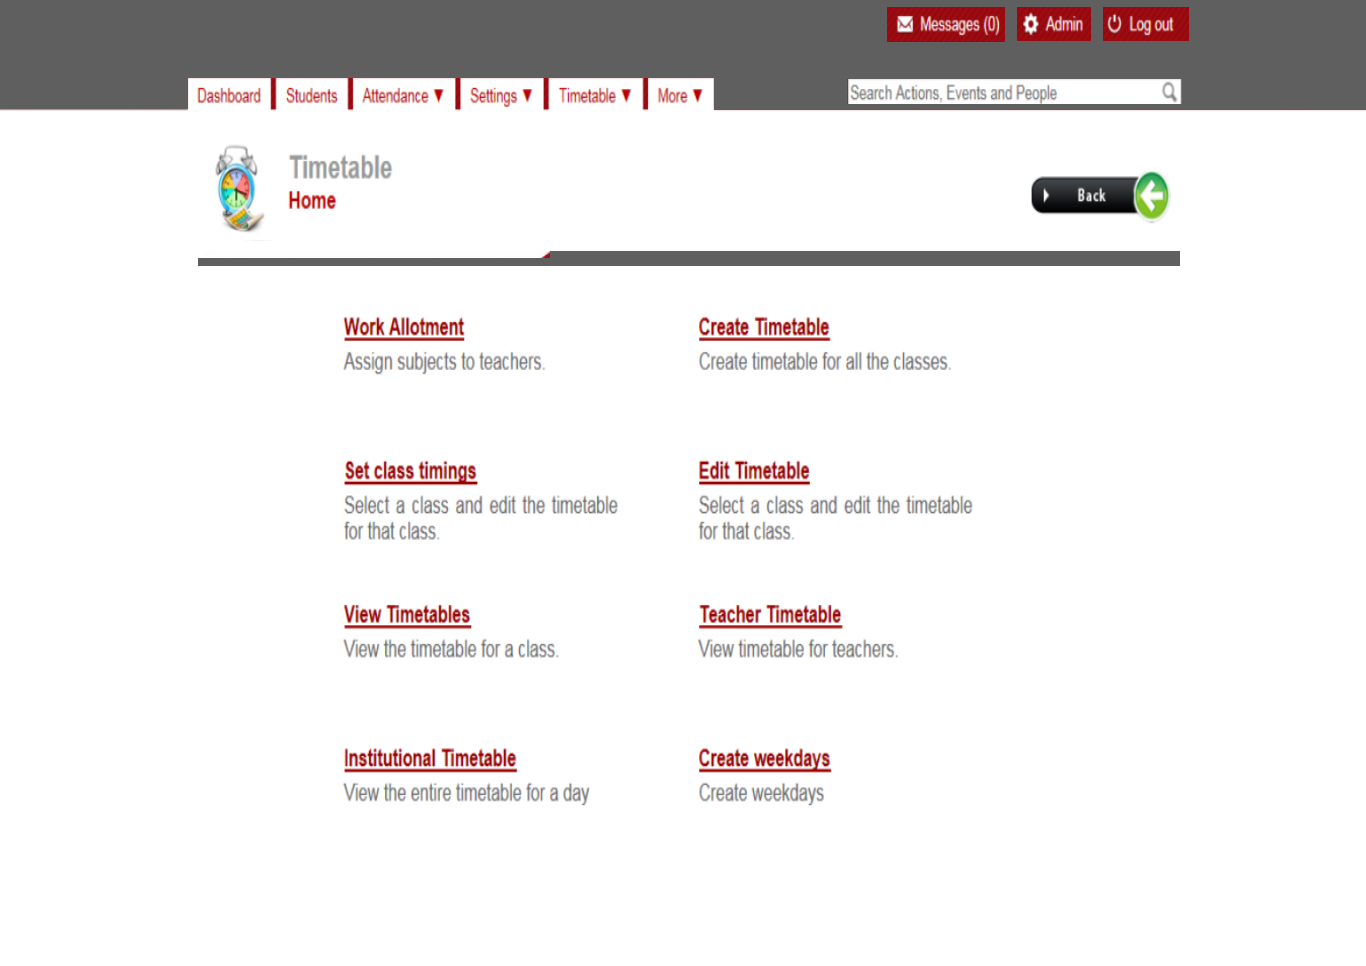 Messages (0) Admin Log out
Dashboard Students Attendance ▼ Settings ▼ Timetable ▼ More ▼ Search Actions, Events and People
Timetable
Home
Back
Work Allotment
Assign subjects to teachers.
Create Timetable
Create timetable for all the classes.
Set class timings
Select a class and edit the timetable
for that class.
Edit Timetable
Select a class and edit the timetable
for that class.
View Timetables
View the timetable for a class.
Teacher Timetable
View timetable for teachers.
Institutional Timetable
View the entire timetable for a day
Create weekdays
Create weekdays